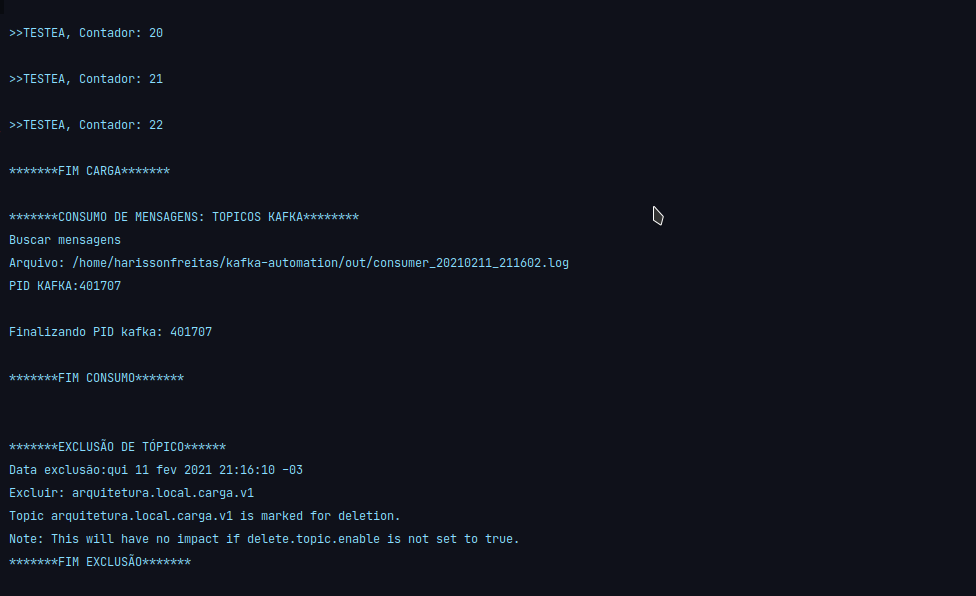 >>TESTEA, Contador: 20
>>TESTEA, Contador: 21
>>TESTEA, Contador: 22
*******FIM CARGA*******
*******CONSUMO DE MENSAGENS: TOPICOS KAFKA********
Buscar mensagens
Arquivo: /home/harissonfreitas/kafka-automation/out/consumer_20210211_211602.log
PID KAFKA:401707
Finalizando PID kafka: 401707
*******FIM CONSUMO*******
*******EXCLUSÃO DE TÓPICO******
Data exclusão:qui 11 fev 2021 21:16:10 -03
Excluir: arquitetura.local.carga.v1
Topic arquitetura.local.carga.v1 is marked for deletion.
Note: This will have no impact if delete.topic.enable is not set to true.
*******FIM EXCLUSÃO*******